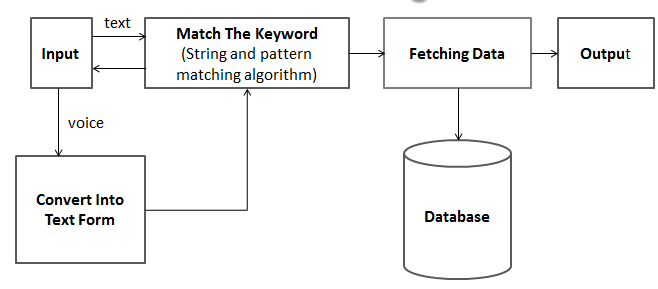 text
Input
Match The Keyword
(String and pattern
matching algorithm)
Fetching Data
Output
voice
Convert Into
Text Form
Database